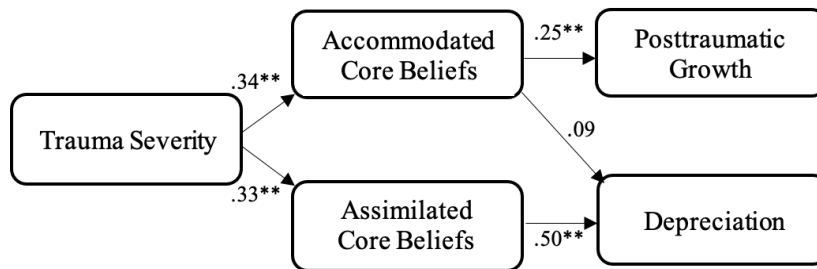 Accommodated
Core Beliefs
.25**
Posttraumatic
Growth
.34**
Trauma Severity
.09
.33**
Assimilated
Core Beliefs
.50**
Depreciation